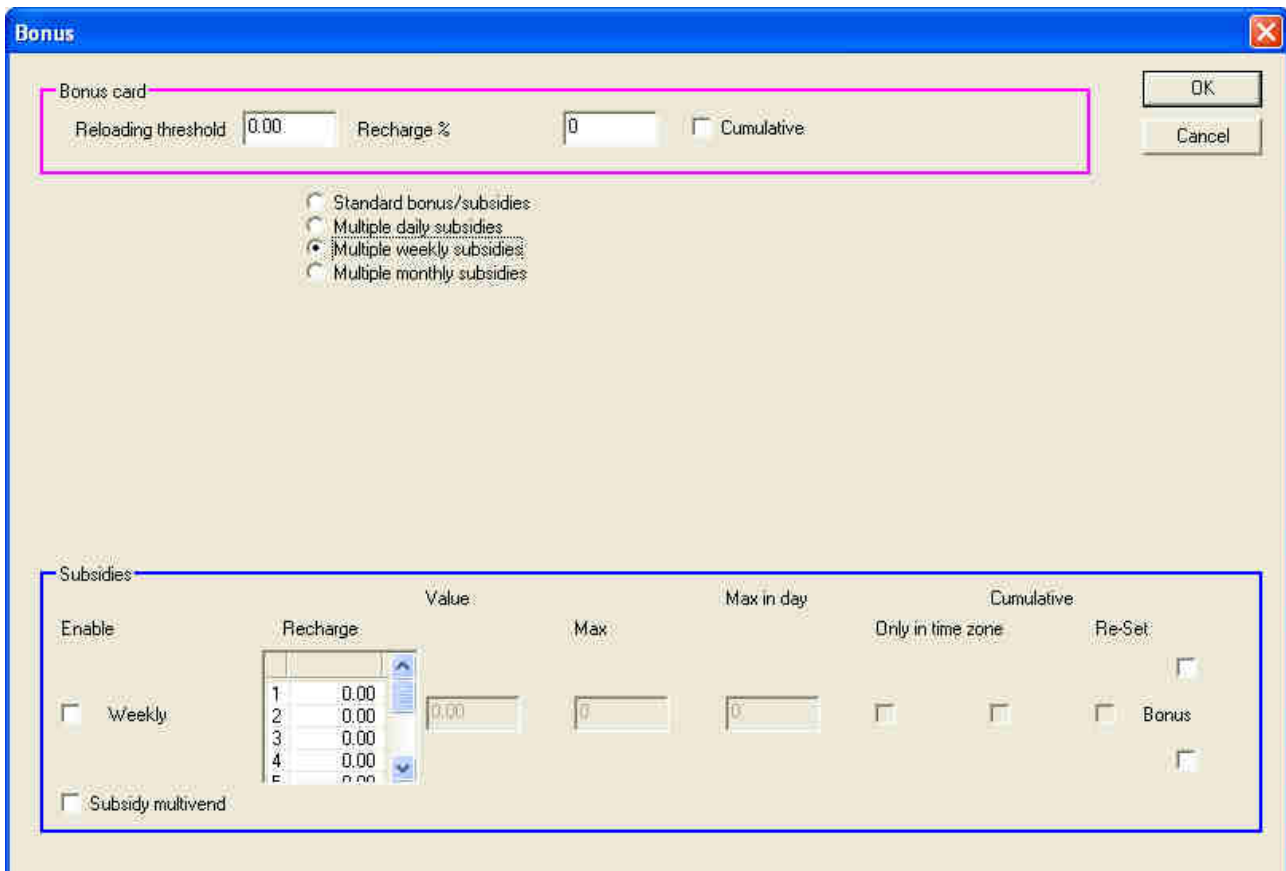 Bonus
Bonus card
OK
Reloading threshold 0.00 Recharge % 0 Cumulative
Cancel
Standard bonus/subsidies
Multiple daily subsidies
Multiple weekly subsidies
Multiple monthly subsidies
Subsidies
Value Max in day Cumulative
Enable Recharge Max Only in time zone Re-Set
1 0.00
Weekly 2 0.00 0.00 0 0 Bonus
3 0.00
4 0.00
5 0.00
Subsidy multivend